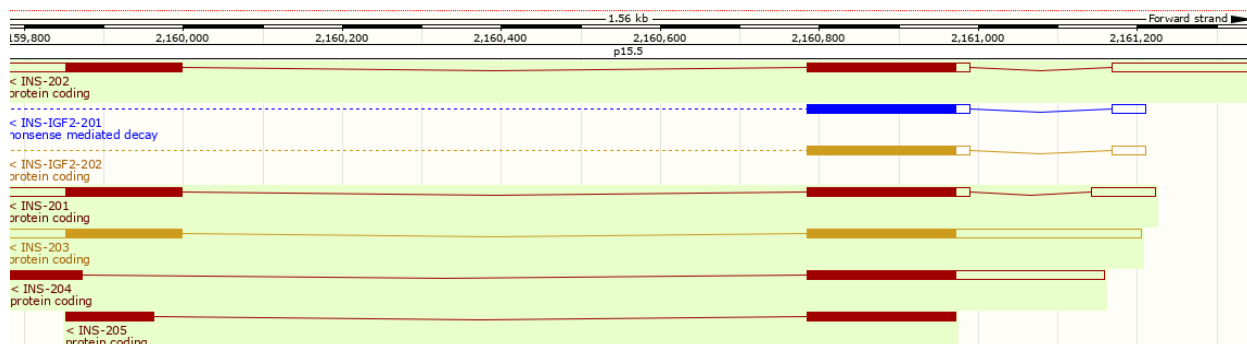 1.56 kb
Forward strand
159,800 2,160,000 2,160,200 2,160,400 2,160,600 2,160,800 2,161,000 2,161,200
p15.5
< INS-202
protein coding
< INS-IGF2-201
nonsense mediated decay
< INS-IGF2-202
protein coding
< INS-201
protein coding
< INS-203
protein coding
< INS-204
protein coding
< INS-205
protein coding